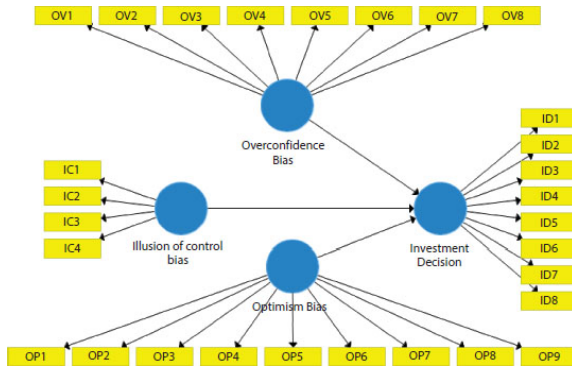 OV1 OV2 OV3 OV4 OV5 OV6 OV7 OV8
Overconfidence
Bias
IC1
IC2
IC3
IC4
Illusion of control
bias
Optimism Bias
Investment
Decision
ID1
ID2
ID3
ID4
ID5
ID6
ID7
ID8
OP1 OP2 OP3 OP4 OP5 OP6 OP7 OP8 OP9